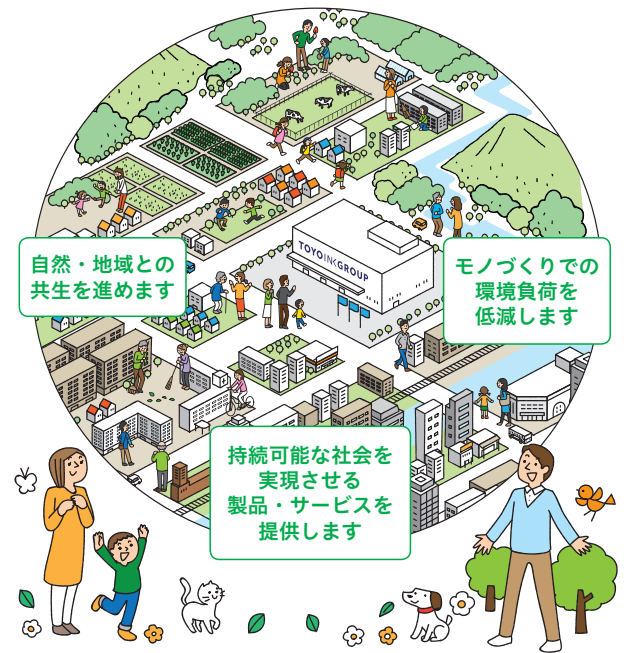 TOYO INK GROUP
自然・地域との
共生を進めます
モノづくりでの
環境負荷を
低減します
持続可能な社会を
実現させる
製品・サービスを
提供します